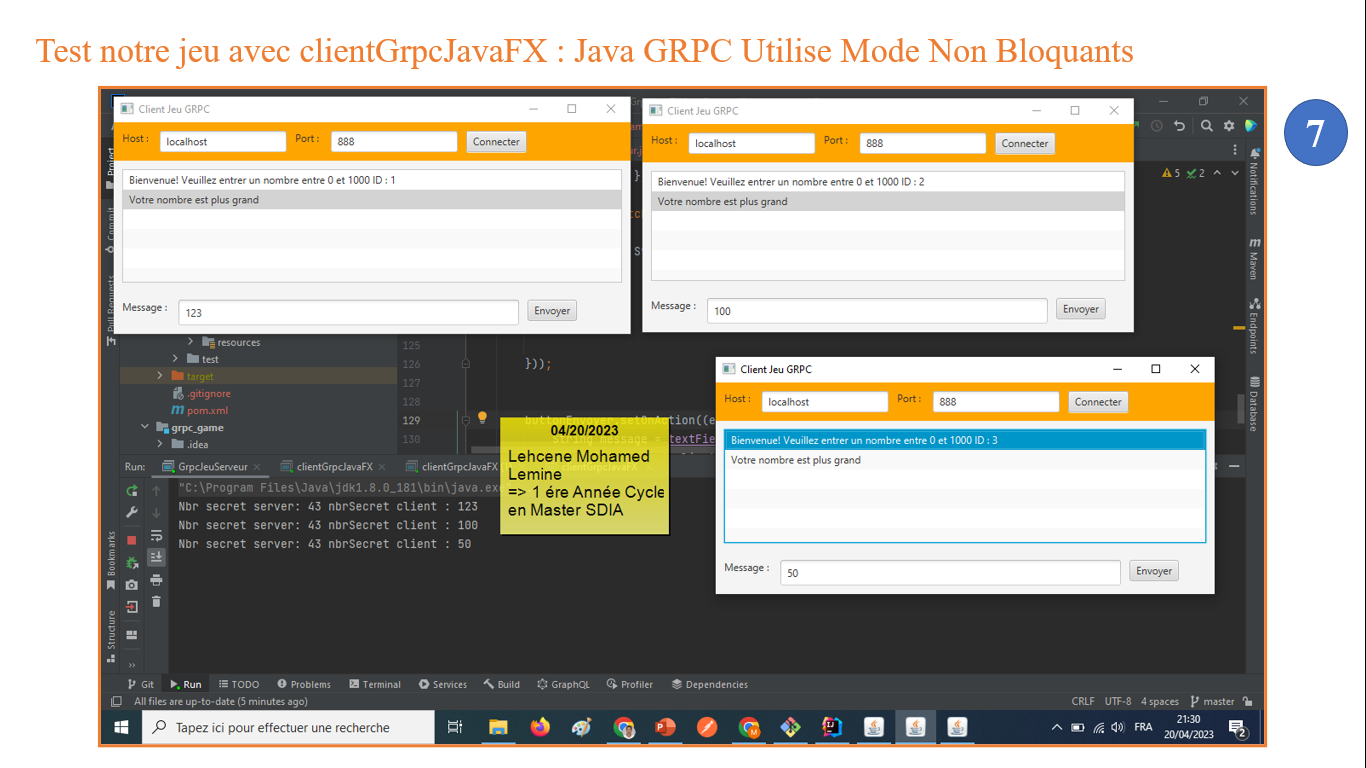 Test notre jeu avec clientGrpcJavaFX : Java GRPC Utilise Mode Non Bloquants
7
Client Jeu GRPC
Host : localhost Port : 888 Connecter
Bienvenue! Veuillez entrer un nombre entre 0 et 1000 ID : 1
Votre nombre est plus grand
Message : 123 Envoyer
Client Jeu GRPC
Host : localhost Port : 888 Connecter
Bienvenue! Veuillez entrer un nombre entre 0 et 1000 ID : 2
Votre nombre est plus grand
Message : 100 Envoyer
Client Jeu GRPC
Host : localhost Port : 888 Connecter
Bienvenue! Veuillez entrer un nombre entre 0 et 1000 ID : 3
Votre nombre est plus grand
Message : 50 Envoyer
5 2
Project
Commit
Pull Requests
Bookmarks
Structure
Notifications
Maven
Endpoints
Database
resources
test
target
.gitignore
pom.xml
grpc_game
.idea
125
126 }));
127
128
129
130 String message = textFie
04/20/2023
Lehcene Mohamed
Lemine
=> 1 ére Année Cycle
en Master SDIA
Run: GrpcJeuServeur clientGrpcJavaFX clientGrpcJavaFX clientGrpcJavaFX
"C:\Program Files\Java\jdk1.8.0_181\bin\java.exe
Nbr secret server: 43 nbrSecret client : 123
Nbr secret server: 43 nbrSecret client : 100
Nbr secret server: 43 nbrSecret client : 50
Git Run TODO Problems Terminal Services Build GraphQL Profiler Dependencies
All files are up-to-date (5 minutes ago) CRLF UTF-8 4 spaces master
Tapez ici pour effectuer une recherche
FRA
21:30
20/04/2023
2